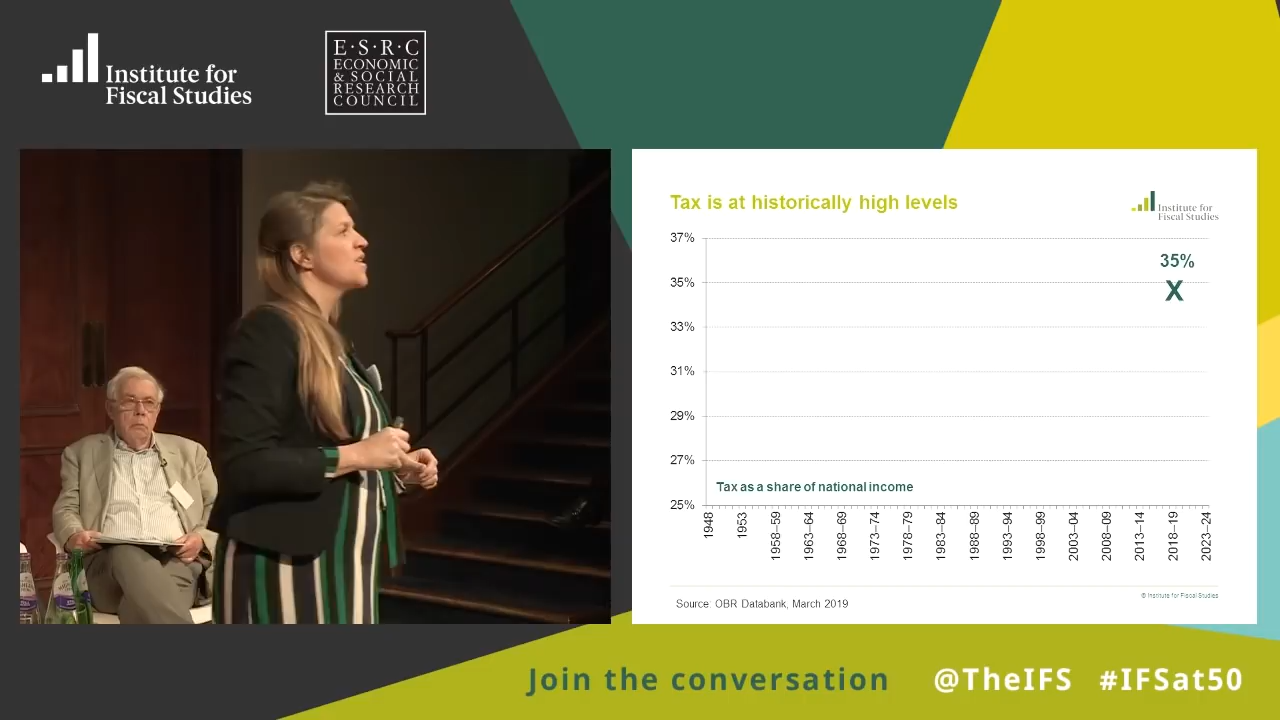 Institute for
Fiscal Studies
E·S·R·C
ECONOMIC
& SOCIAL
RESEARCH
COUNCIL
Tax is at historically high levels
Institute for
Fiscal Studies
37%
35%
33%
31%
29%
27%
25%
35%
X
Tax as a share of national income
1948
1953
1958–59
1963–64
1968–69
1973–74
1978–79
1983–84
1988–89
1993–94
1998–99
2003–04
2008–09
2013–14
2018–19
2023–24
© Institute for Fiscal Studies
Source: OBR Databank, March 2019
Join the conversation @TheIFS #IFSat50